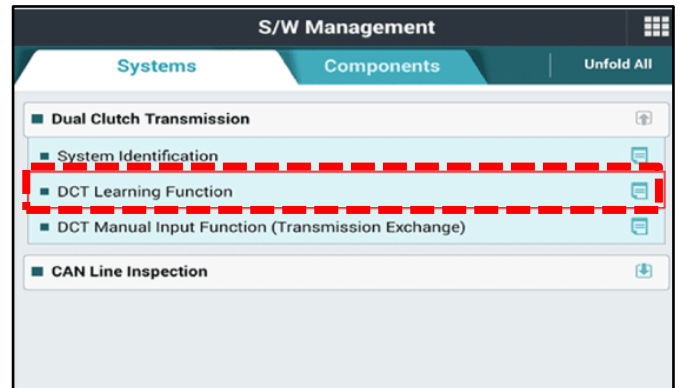 S/W Management
Systems
Components
Unfold All
Dual Clutch Transmission
System Identification
DCT Learning Function
DCT Manual Input Function (Transmission Exchange)
CAN Line Inspection